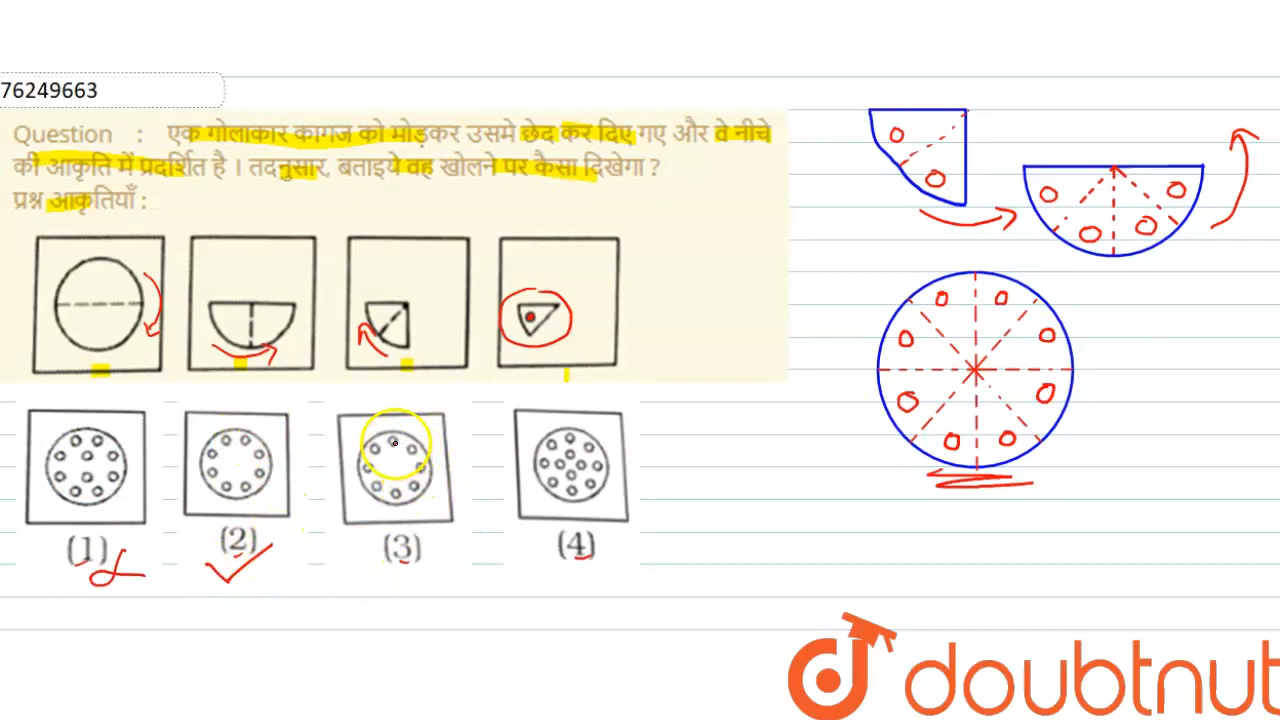 76249663
Question : एक गोलाकार कागज को मोड़कर उसमे छेद कर दिए गए और वे नीचे
की आकृति में प्रदर्शित है । तदनुसार, बताइये वह खोलने पर कैसा दिखेगा ?
प्रश्न आकृतियाँ :
(1) (2) (3) (4)
doubtnut